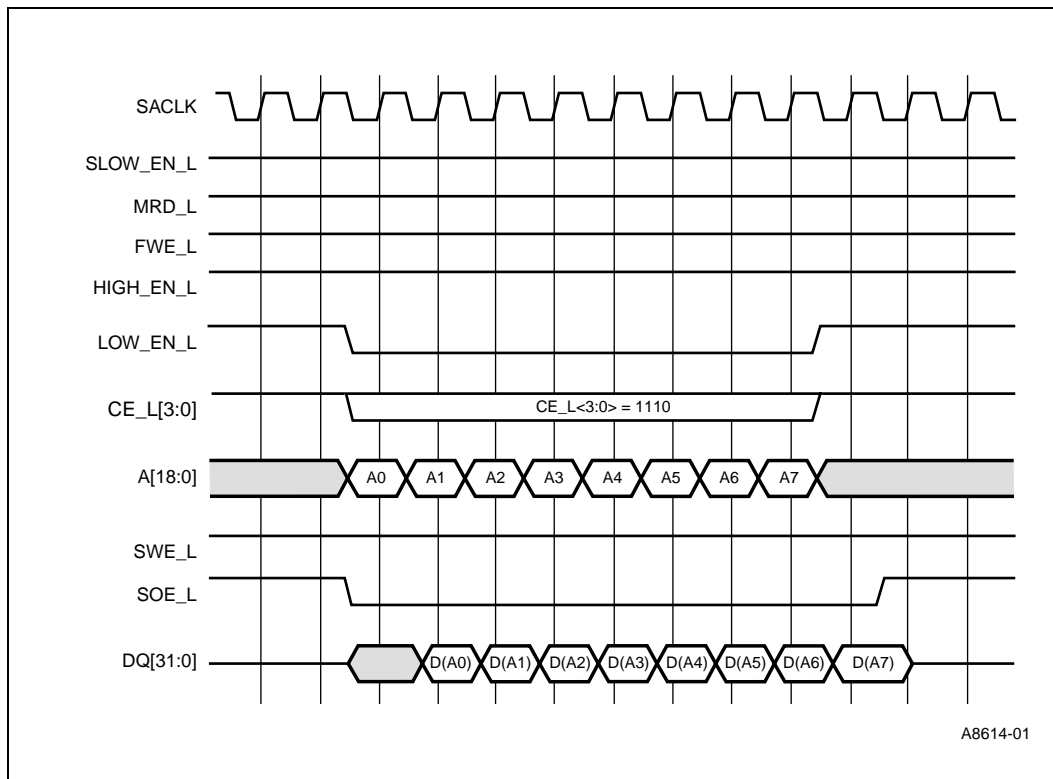 SACLK
SLOW_EN_L
MRD_L
FWE_L
HIGH_EN_L
LOW_EN_L
CE_L[3:0] CE_L<3:0> = 1110
A[18:0] A0 A1 A2 A3 A4 A5 A6 A7
SWE_L
SOE_L
DQ[31:0] D(A0) D(A1) D(A2) D(A3) D(A4) D(A5) D(A6) D(A7)
A8614-01